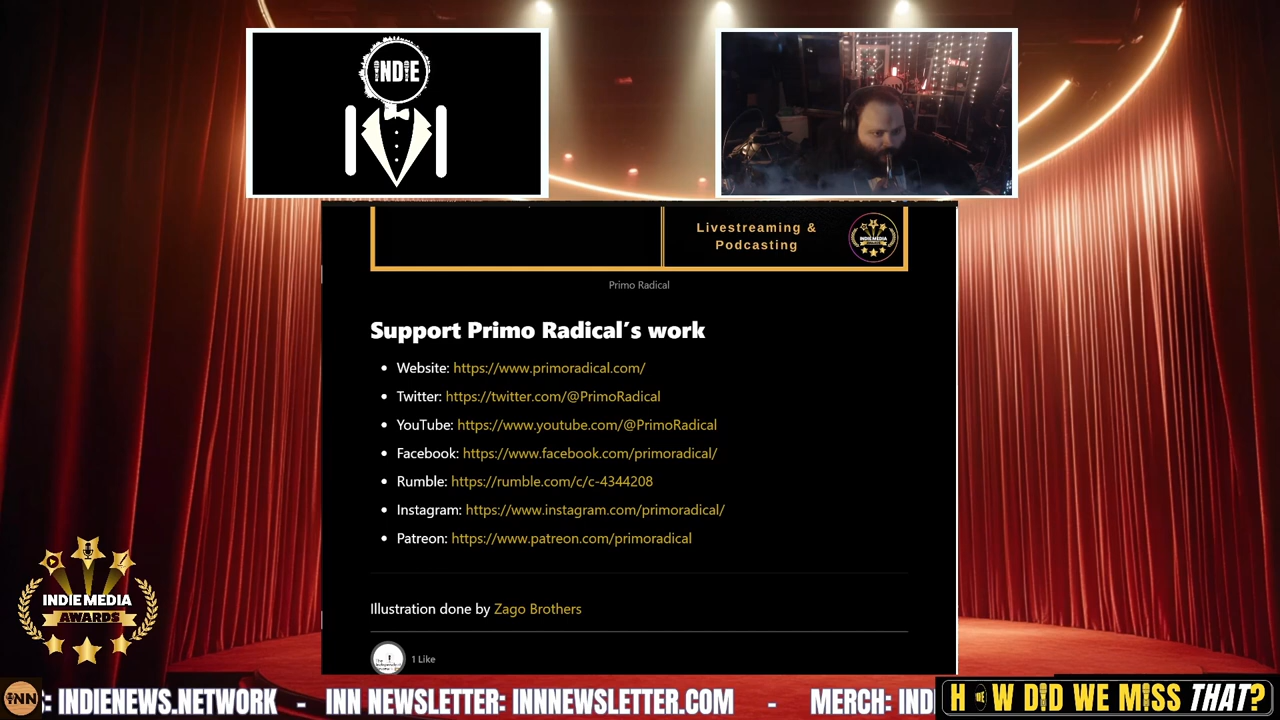 INDIE
Livestreaming &
Podcasting
INDIE MEDIA
Primo Radical
Support Primo Radical´s work
Website: https://www.primoradical.com/
Twitter: https://twitter.com/@PrimoRadical
YouTube: https://www.youtube.com/@PrimoRadical
Facebook: https://www.facebook.com/primoradical/
Rumble: https://rumble.com/c/c-4344208
Instagram: https://www.instagram.com/primoradical/
Patreon: https://www.patreon.com/primoradical
Illustration done by Zago Brothers
1 Like
INDIE MEDIA
AWARDS
INN
: INDIENEWS.NETWORK - INN NEWSLETTER: INNNEWSLETTER.COM - MERCH: IND
HOW DID WE MISS THAT?